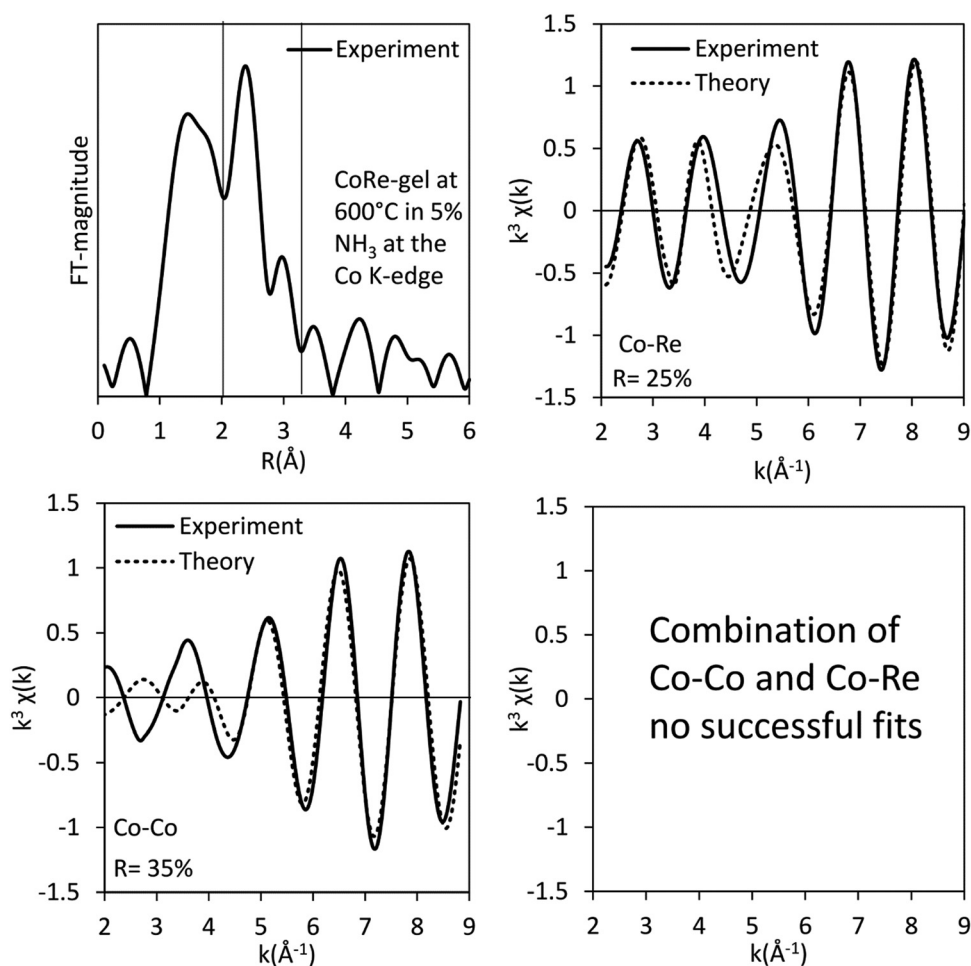 Experiment
CoRe-gel at
600°C in 5%
NH₃ at the
Co K-edge
FT-magnitude
0 1 2 3 4 5 6
R(Å)
Experiment
Theory
1.5
1
0.5
0
-0.5
-1
-1.5
k³ χ(k)
Co-Re
R= 25%
2 3 4 5 6 7 8 9
k(Å⁻¹)
Experiment
Theory
1.5
1
0.5
0
-0.5
-1
-1.5
k³ χ(k)
Co-Co
R= 35%
2 3 4 5 6 7 8 9
k(Å⁻¹)
1.5
1
0.5
0
-0.5
-1
-1.5
k³ χ(k)
Combination of
Co-Co and Co-Re
no successful fits
2 3 4 5 6 7 8 9
k(Å⁻¹)